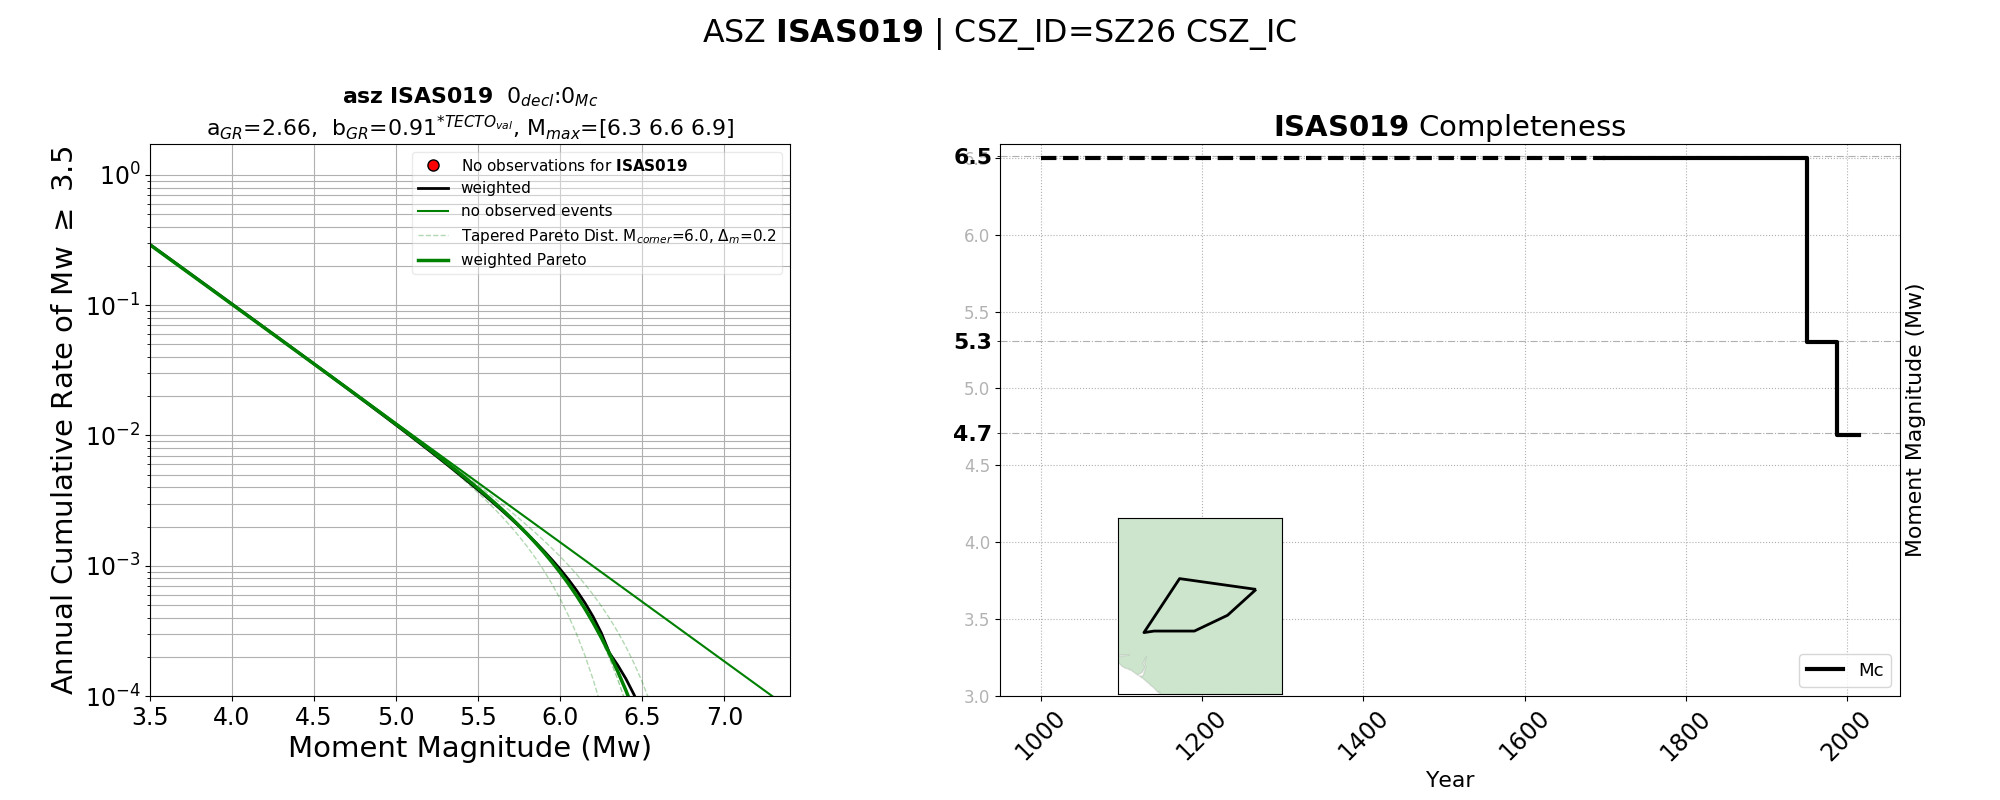 ASZ ISAS019 | CSZ_ID=SZ26 CSZ_IC
asz ISAS019 0decl:0Mc
aGR=2.66, bGR=0.91*TECTOval, Mmax=[6.3 6.6 6.9]
Annual Cumulative Rate of Mw ≥ 3.5
10^0
10^−1
10^−2
10^−3
10^−4
No observations for ISAS019
weighted
no observed events
Tapered Pareto Dist. Mcorner=6.0, Δm=0.2
weighted Pareto
3.5 4.0 4.5 5.0 5.5 6.0 6.5 7.0
Moment Magnitude (Mw)
ISAS019 Completeness
6.5
6.0
5.5
5.3
5.0
4.7
4.5
4.0
3.5
3.0
Moment Magnitude (Mw)
Mc
1000 1200 1400 1600 1800 2000
Year